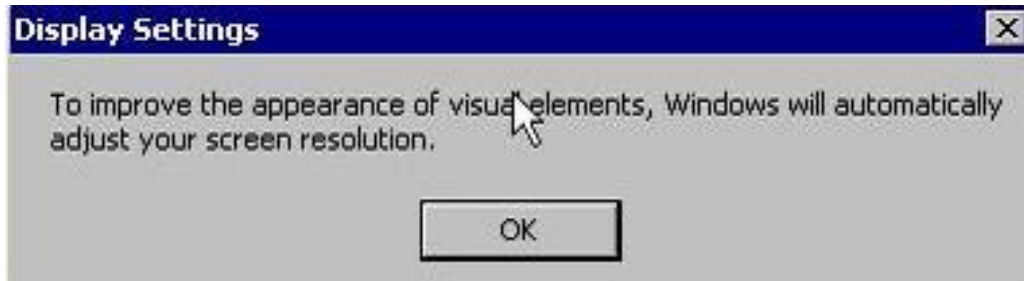 Display Settings
To improve the appearance of visual elements, Windows will automatically
adjust your screen resolution.
OK